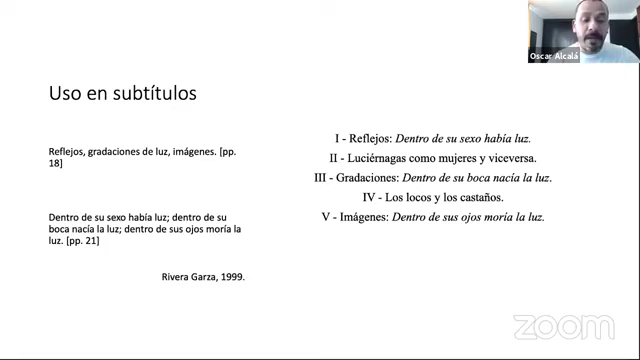 Oscar Alcalá
Uso en subtítulos
Reflejos, gradaciones de luz, imágenes. [pp.
18]
Dentro de su sexo había luz; dentro de su
boca nacía la luz; dentro de sus ojos moría la
luz. [pp. 21]
Rivera Garza, 1999.
I - Reflejos: Dentro de su sexo había luz.
II - Luciérnagas como mujeres y viceversa.
III - Gradaciones: Dentro de su boca nacía la luz.
IV - Los locos y los castaños.
V - Imágenes: Dentro de sus ojos moría la luz.
zoom